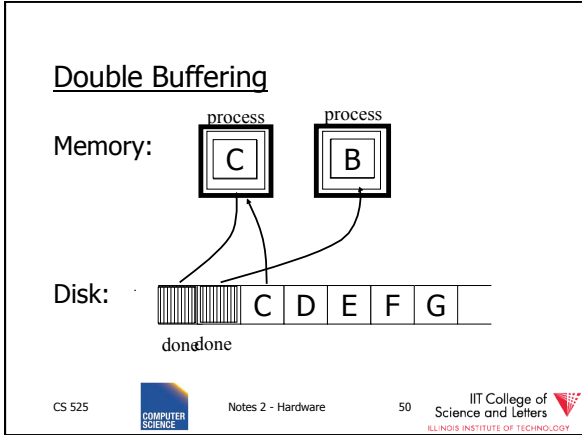 Double Buffering
process process
Memory:
C B
Disk:
C D E F G
done done
CS 525
COMPUTER
SCIENCE
Notes 2 - Hardware
50
IIT College of
Science and Letters
ILLINOIS INSTITUTE OF TECHNOLOGY